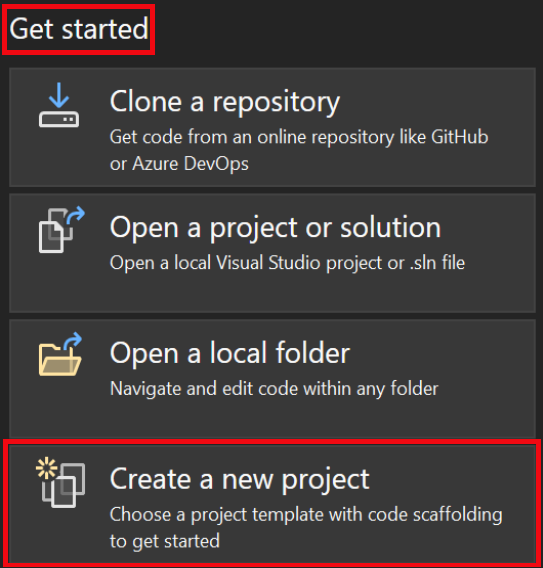 Get started
Clone a repository
Get code from an online repository like GitHub
or Azure DevOps
Open a project or solution
Open a local Visual Studio project or .sln file
Open a local folder
Navigate and edit code within any folder
Create a new project
Choose a project template with code scaffolding
to get started